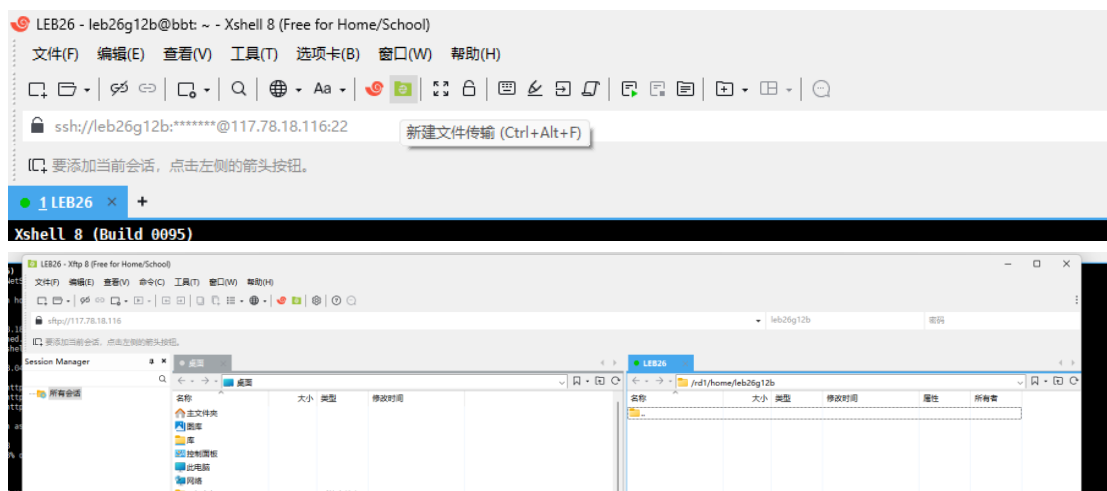 LEB26 - leb26g12b@bbt: ~ - Xshell 8 (Free for Home/School)
文件(F) 编辑(E) 查看(V) 工具(T) 选项卡(B) 窗口(W) 帮助(H)
Aa
ssh://leb26g12b:*******@117.78.18.116:22
新建文件传输 (Ctrl+Alt+F)
要添加当前会话，点击左侧的箭头按钮。
1 LEB26 × +
Xshell 8 (Build 0095)
LEB26 - Xftp 8 (Free for Home/School)
文件(F) 编辑(E) 查看(V) 命令(C) 工具(T) 窗口(W) 帮助(H)
sftp://117.78.18.116 leb26g12b 密码
要添加当前会话，点击左侧的箭头按钮。
Session Manager 桌面 LEB26
桌面 /rd1/home/leb26g12b
所有会话 名称 大小 类型 修改时间 名称 大小 类型 修改时间 属性 所有者
主文件夹 ..
图库
库
控制面板
此电脑
网络